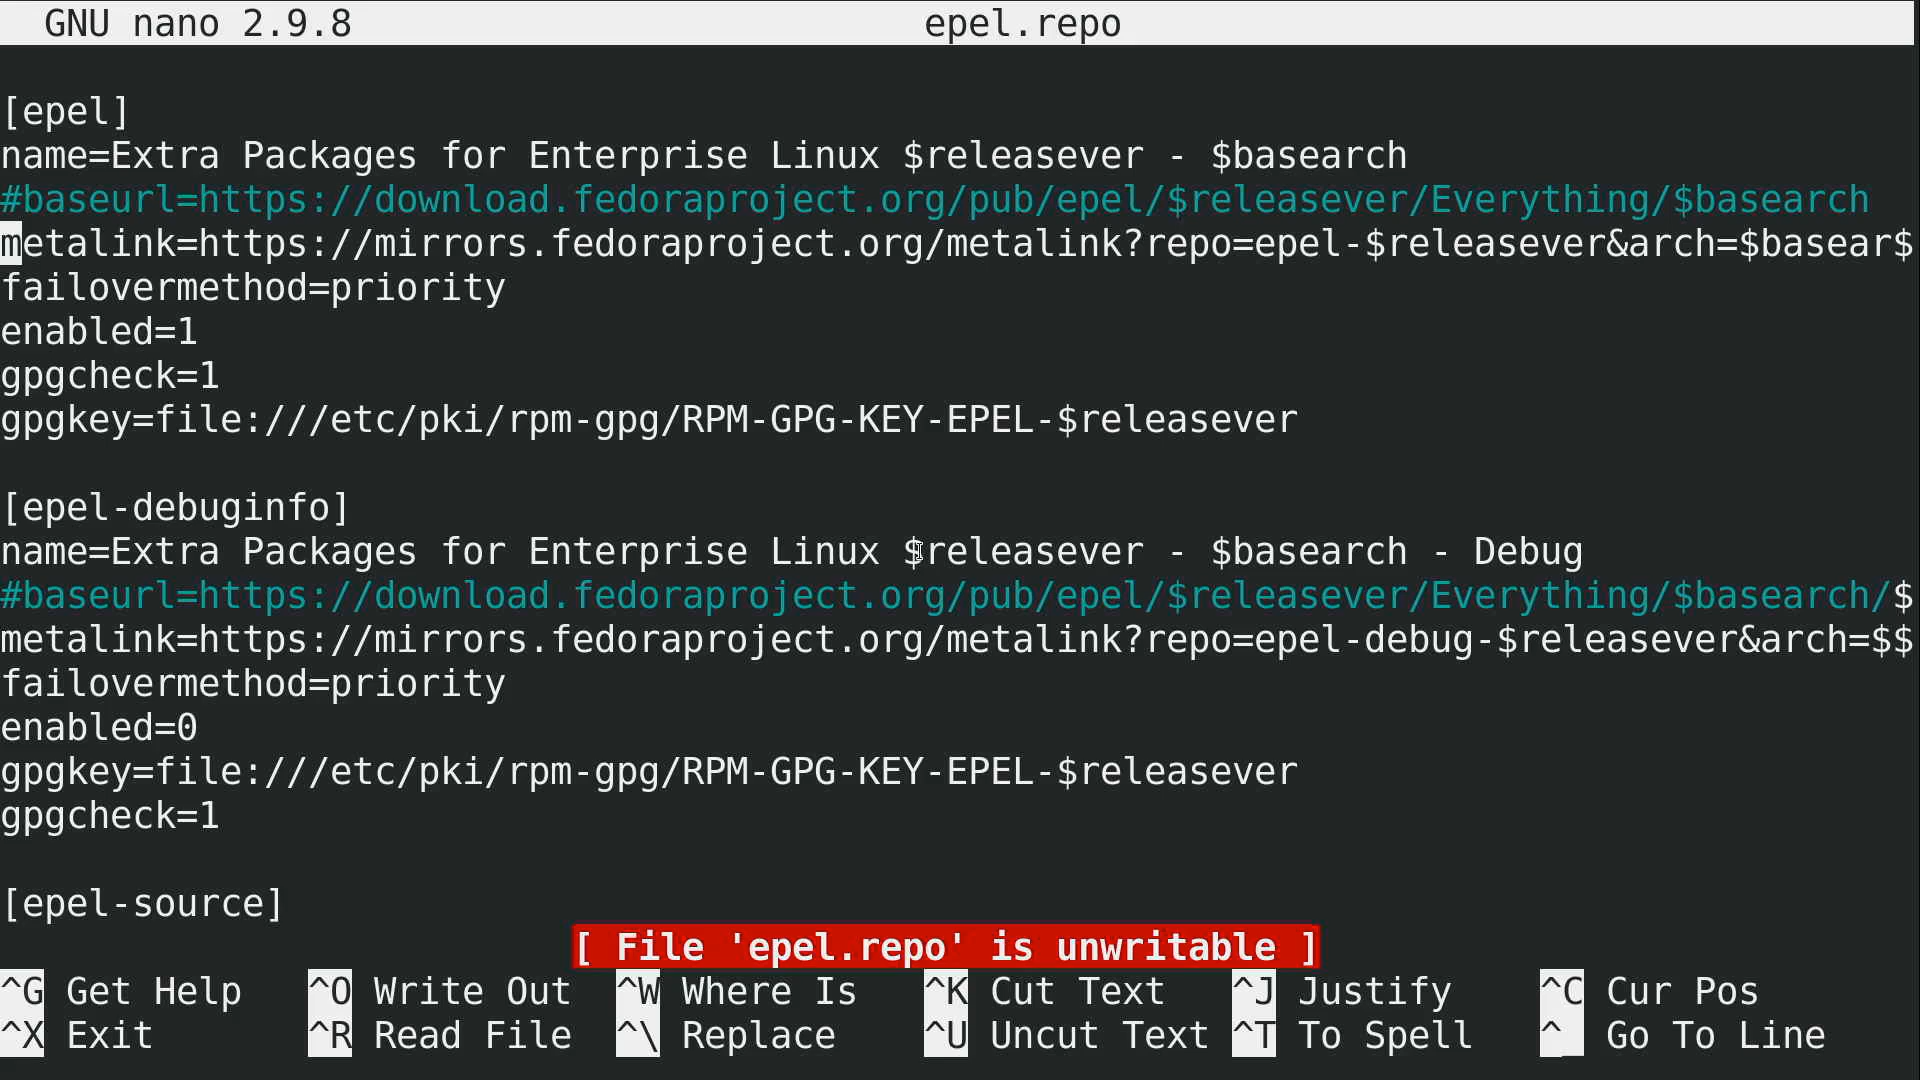 GNU nano 2.9.8 epel.repo
[epel]
name=Extra Packages for Enterprise Linux $releasever - $basearch
#baseurl=https://download.fedoraproject.org/pub/epel/$releasever/Everything/$basearch
metalink=https://mirrors.fedoraproject.org/metalink?repo=epel-$releasever&arch=$basear$
failovermethod=priority
enabled=1
gpgcheck=1
gpgkey=file:///etc/pki/rpm-gpg/RPM-GPG-KEY-EPEL-$releasever
[epel-debuginfo]
name=Extra Packages for Enterprise Linux $releasever - $basearch - Debug
#baseurl=https://download.fedoraproject.org/pub/epel/$releasever/Everything/$basearch/$
metalink=https://mirrors.fedoraproject.org/metalink?repo=epel-debug-$releasever&arch=$$
failovermethod=priority
enabled=0
gpgkey=file:///etc/pki/rpm-gpg/RPM-GPG-KEY-EPEL-$releasever
gpgcheck=1
[epel-source]
[ File 'epel.repo' is unwritable ]
^G Get Help ^O Write Out ^W Where Is ^K Cut Text ^J Justify ^C Cur Pos
^X Exit ^R Read File ^\ Replace ^U Uncut Text ^T To Spell ^_ Go To Line